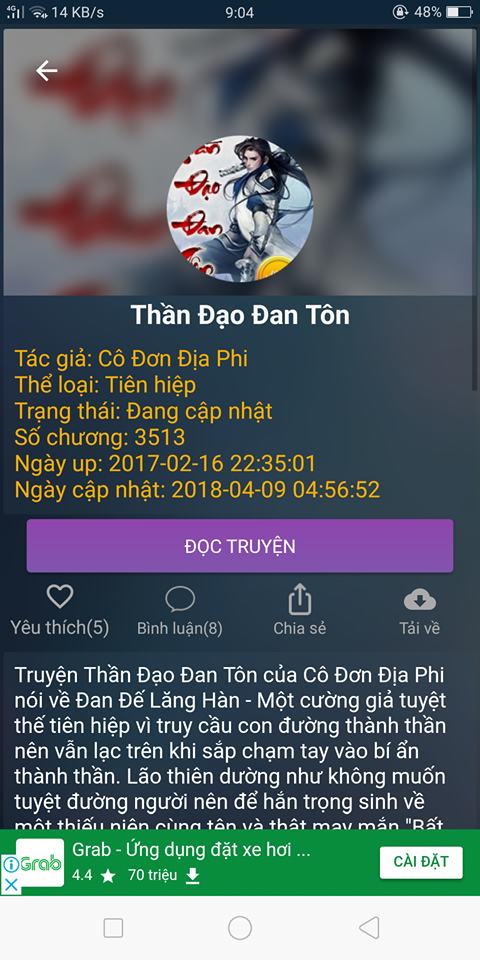 4G 14 KB/s 9:04 48%
Đạo
Đan
Thần Đạo Đan Tôn
Tác giả: Cô Đơn Địa Phi
Thể loại: Tiên hiệp
Trạng thái: Đang cập nhật
Số chương: 3513
Ngày up: 2017-02-16 22:35:01
Ngày cập nhật: 2018-04-09 04:56:52
ĐỌC TRUYỆN
Yêu thích(5) Bình luận(8) Chia sẻ Tải về
Truyện Thần Đạo Đan Tôn của Cô Đơn Địa Phi
nói về Đan Đế Lăng Hàn - Một cường giả tuyệt
thế tiên hiệp vì truy cầu con đường thành thần
nên vẫn lạc trên khi sắp chạm tay vào bí ẩn
thành thần. Lão thiên dường như không muốn
tuyệt đường người nên để hắn trọng sinh về
một thiếu niên cùng tên và thật may mắn "Bất
Grab
Grab - Ứng dụng đặt xe hơi ...
4.4 70 triệu
CÀI ĐẶT